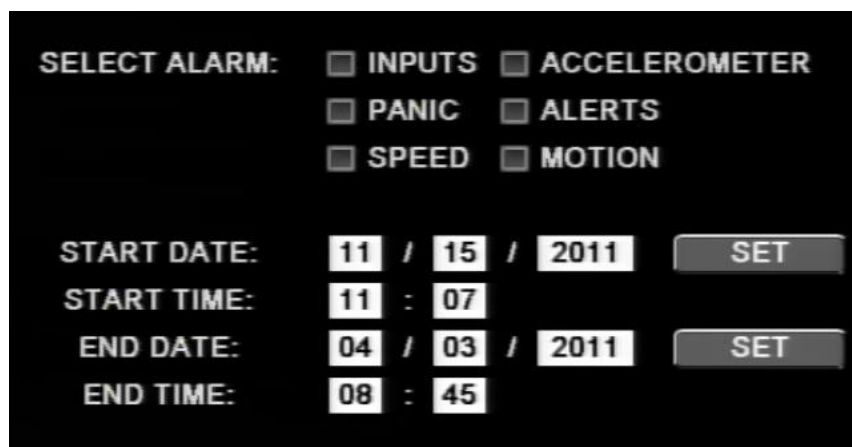 SELECT ALARM: INPUTS ACCELEROMETER
PANIC ALERTS
SPEED MOTION
START DATE: 11 / 15 / 2011 SET
START TIME: 11 : 07
END DATE: 04 / 03 / 2011 SET
END TIME: 08 : 45